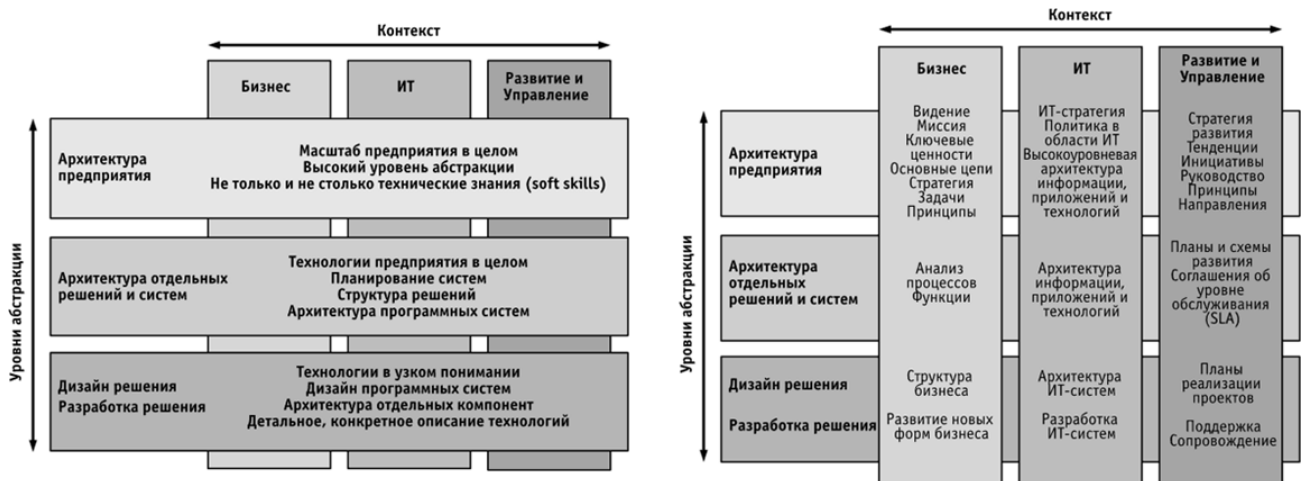 Контекст
Бизнес
ИТ
Развитие и
Управление
Уровни абстракции
Архитектура
предприятия
Масштаб предприятия в целом
Высокий уровень абстракции
Не только и не столько технические знания (soft skills)
Архитектура отдельных
решений и систем
Технологии предприятия в целом
Планирование систем
Структура решений
Архитектура программных систем
Дизайн решения
Разработка решения
Технологии в узком понимании
Дизайн программных систем
Архитектура отдельных компонент
Детальное, конкретное описание технологий
Контекст
Бизнес
ИТ
Развитие и
Управление
Уровни абстракции
Архитектура
предприятия
Видение
Миссия
Ключевые
ценности
Основные цепи
Стратегия
Задачи
Принципы
ИТ-стратегия
Политика в
области ИТ
Высокоуровневая
архитектура
информации,
приложений и
технологий
Стратегия
развития
Тенденции
Инициативы
Руководство
Принципы
Направления
Архитектура
отдельных
решений и систем
Анализ
процессов
Функции
Архитектура
информации,
приложений и
технологий
Планы и схемы
развития
Соглашения об
уровне
обслуживания
(SLA)
Дизайн решения
Структура
бизнеса
Архитектура
ИТ-систем
Планы
реализации
проектов
Разработка решения
Развитие новых
форм бизнеса
Разработка
ИТ-систем
Поддержка
Сопровождение